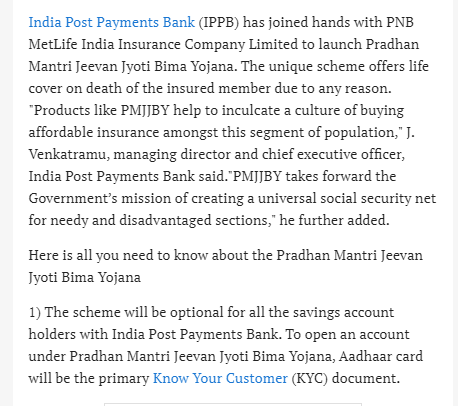 India Post Payments Bank (IPPB) has joined hands with PNB
MetLife India Insurance Company Limited to launch Pradhan
Mantri Jeevan Jyoti Bima Yojana. The unique scheme offers life
cover on death of the insured member due to any reason.
"Products like PMJJBY help to inculcate a culture of buying
affordable insurance amongst this segment of population," J.
Venkatramu, managing director and chief executive officer,
India Post Payments Bank said."PMJJBY takes forward the
Government’s mission of creating a universal social security net
for needy and disadvantaged sections," he further added.
Here is all you need to know about the Pradhan Mantri Jeevan
Jyoti Bima Yojana
1) The scheme will be optional for all the savings account
holders with India Post Payments Bank. To open an account
under Pradhan Mantri Jeevan Jyoti Bima Yojana, Aadhaar card
will be the primary Know Your Customer (KYC) document.